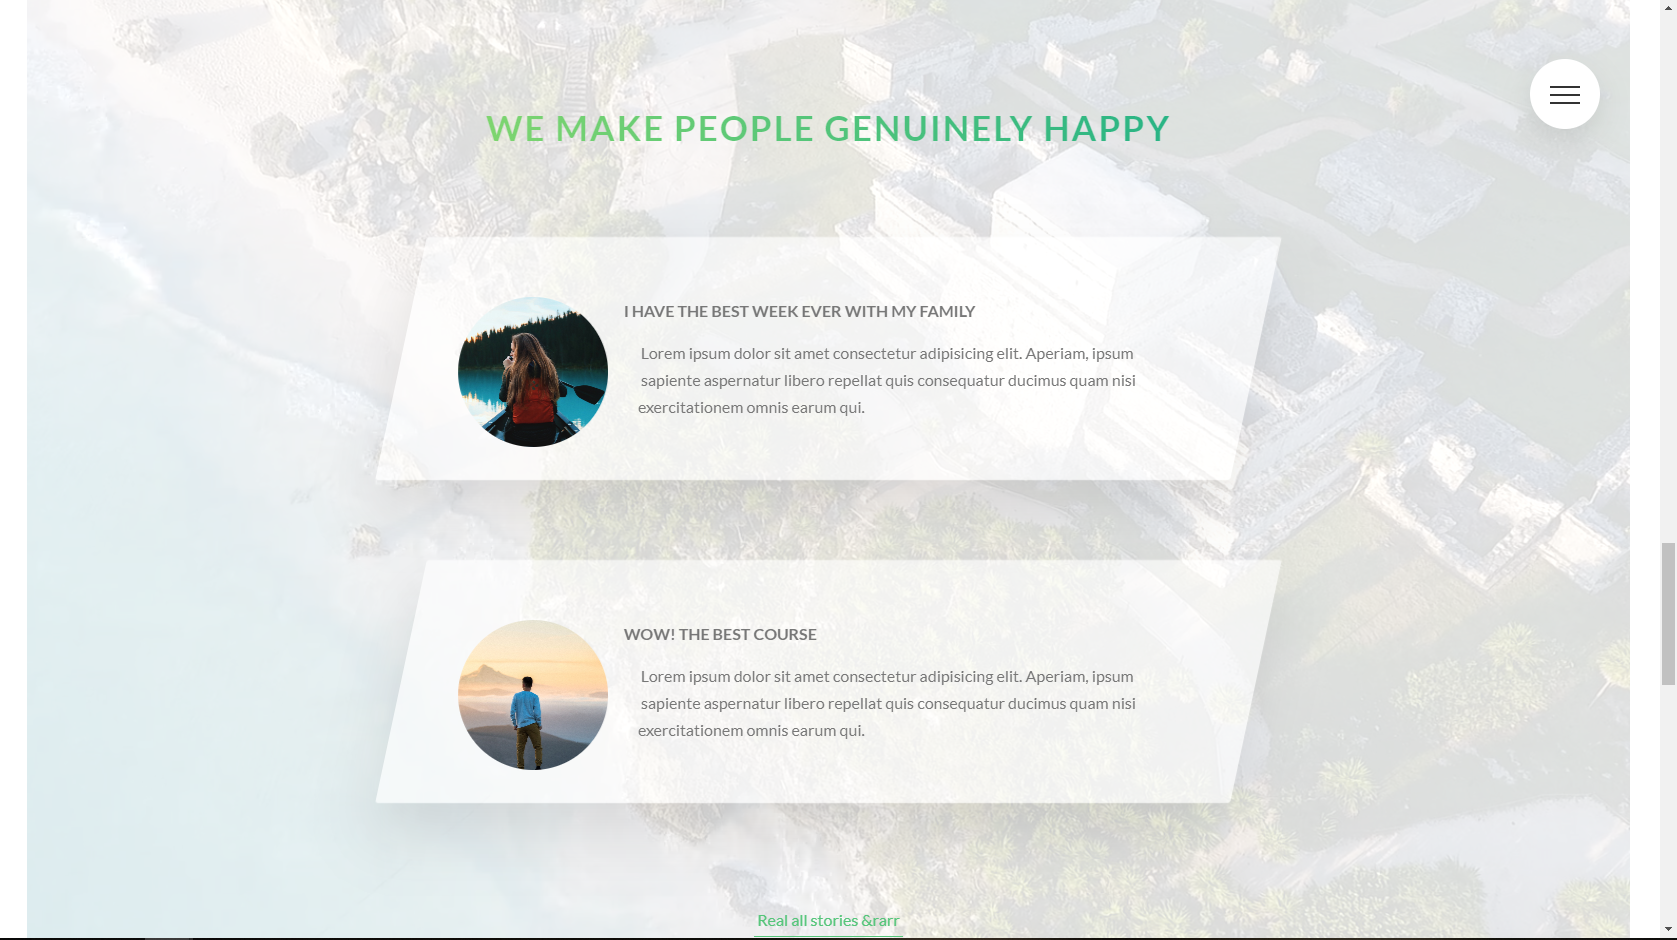 WE MAKE PEOPLE GENUINELY HAPPY
I HAVE THE BEST WEEK EVER WITH MY FAMILY
Lorem ipsum dolor sit amet consectetur adipisicing elit. Aperiam, ipsum
sapiente aspernatur libero repellat quis consequatur ducimus quam nisi
exercitationem omnis earum qui.
WOW! THE BEST COURSE
Lorem ipsum dolor sit amet consectetur adipisicing elit. Aperiam, ipsum
sapiente aspernatur libero repellat quis consequatur ducimus quam nisi
exercitationem omnis earum qui.
Real all stories &rarr